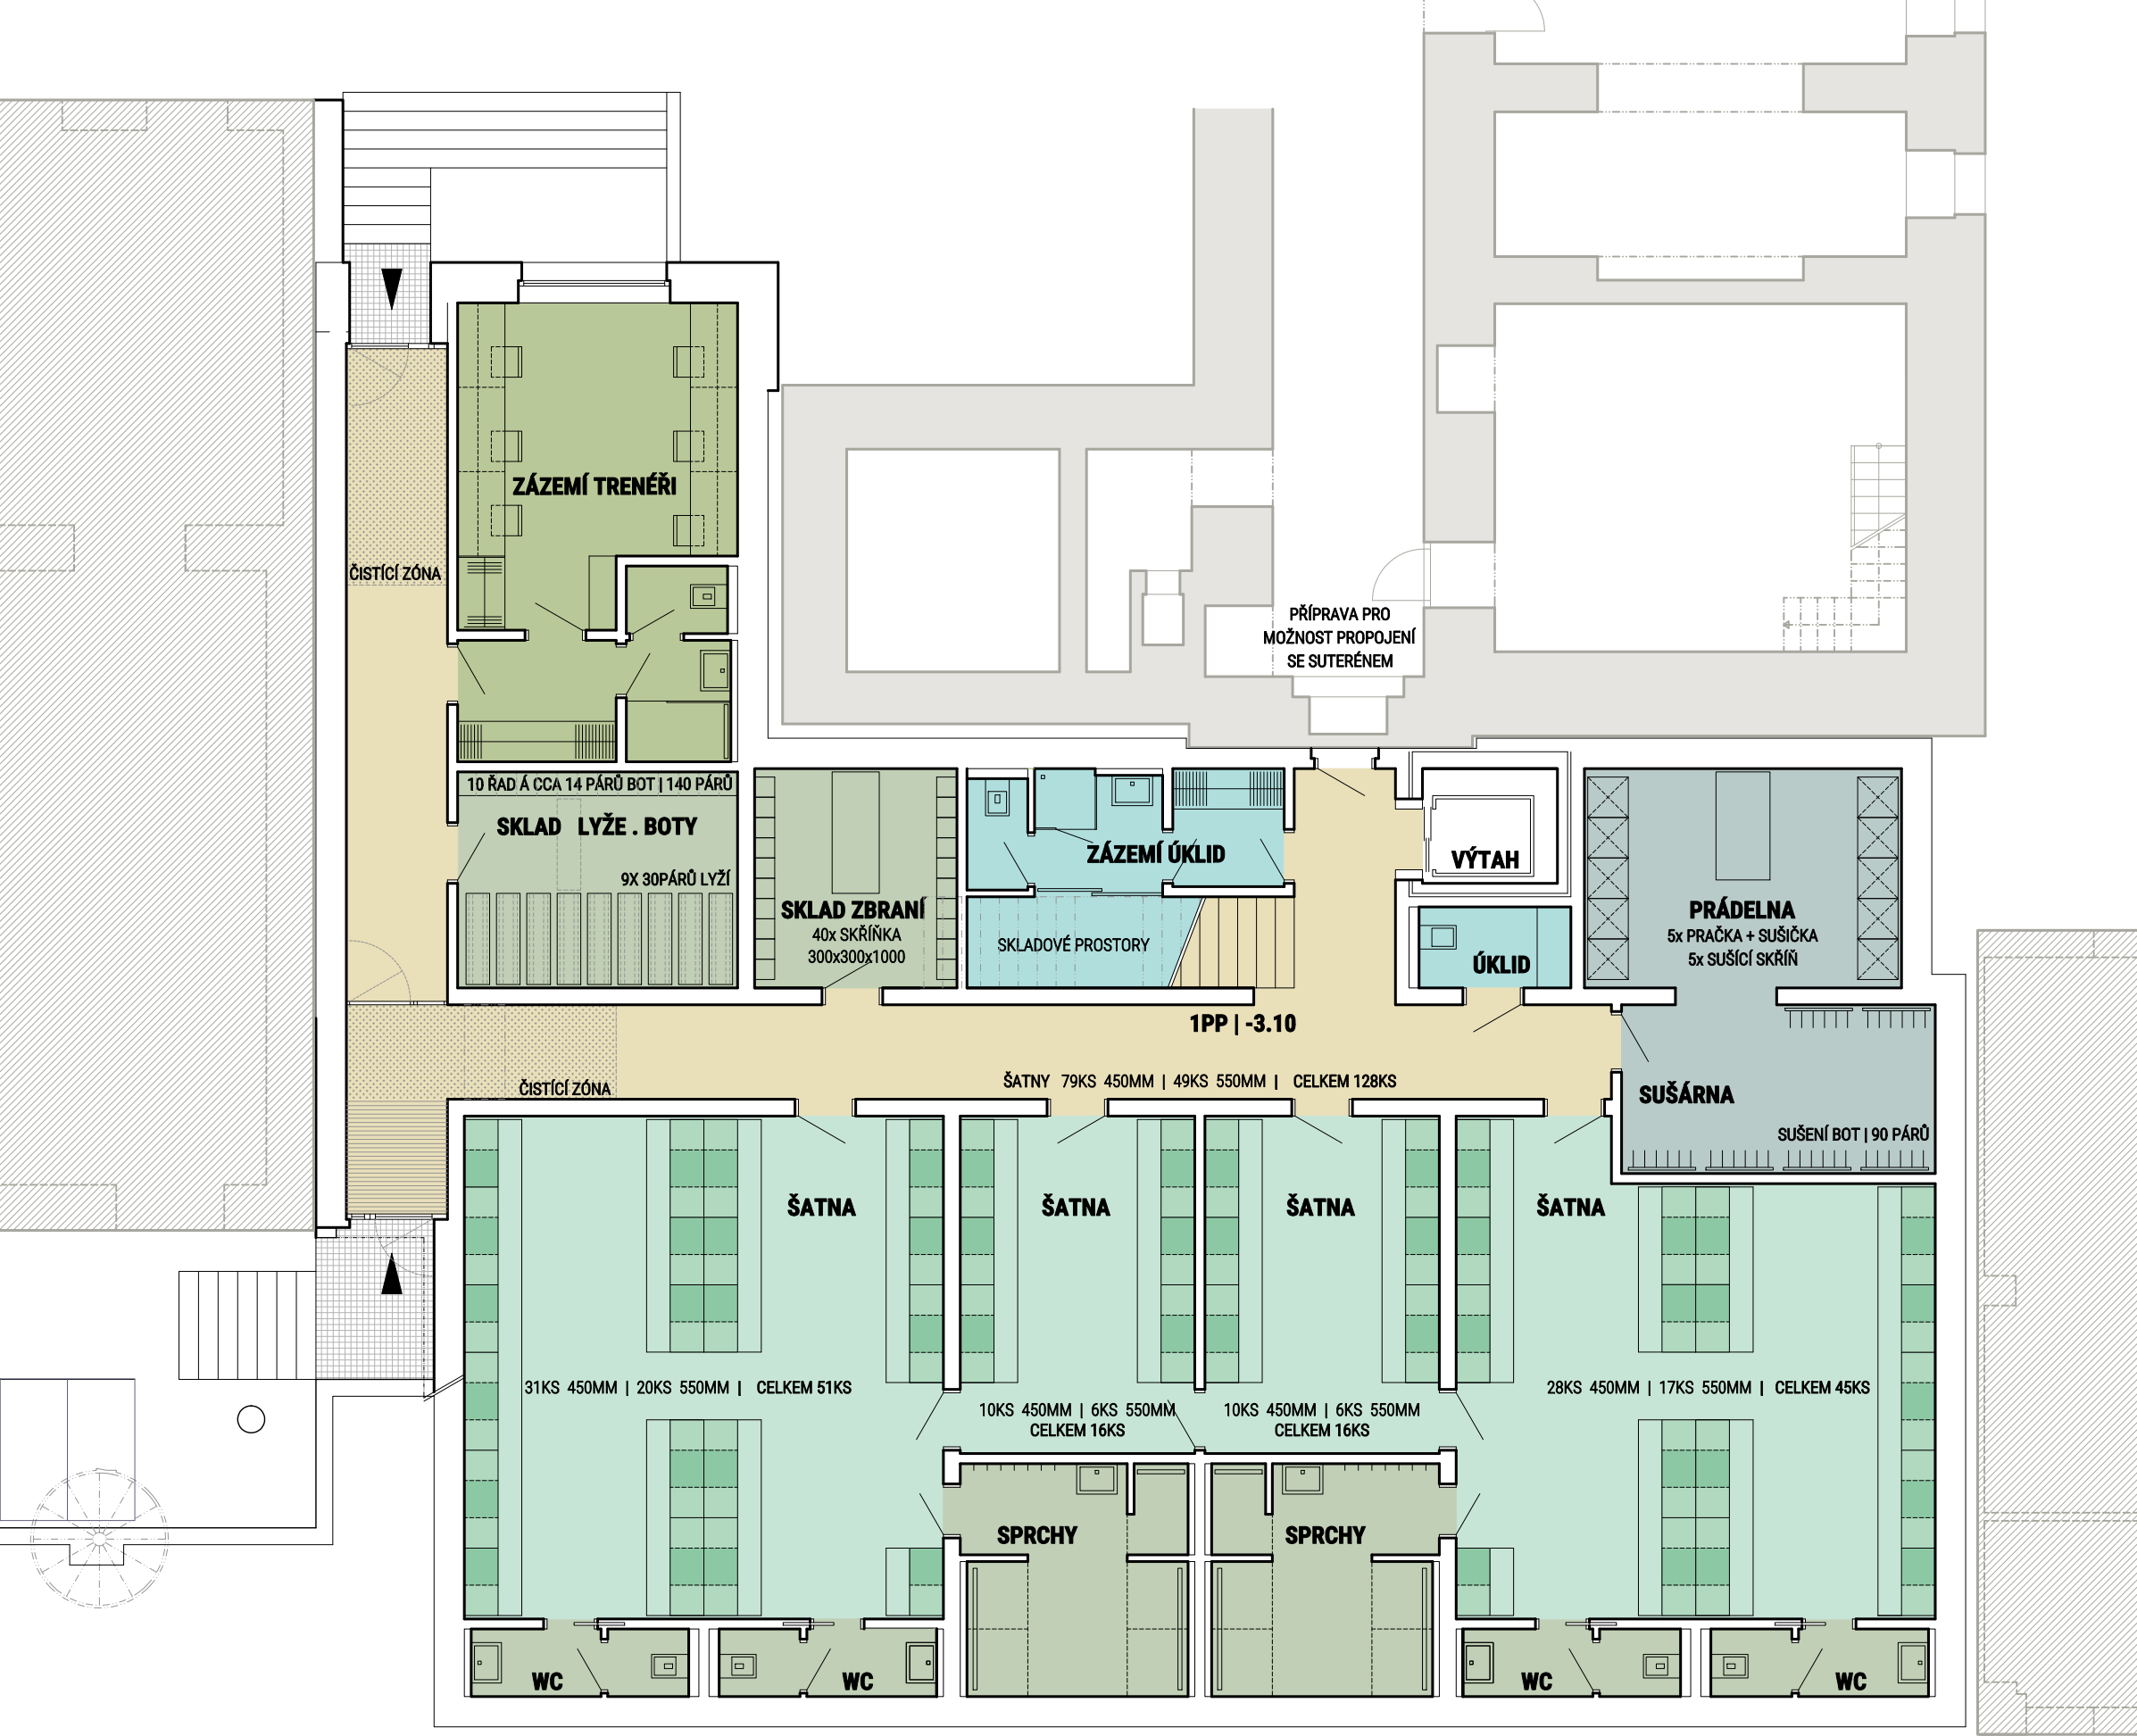 ZÁZEMÍ TRENÉŘI
ČISTÍCÍ ZÓNA
PŘÍPRAVA PRO
MOŽNOST PROPOJENÍ
SE SUTERÉNEM
10 ŘAD Á CCA 14 PÁRŮ BOT | 140 PÁRŮ
SKLAD LYŽE . BOTY
9X 30PÁRŮ LYŽÍ
SKLAD ZBRANÍ
40x SKŘÍŇKA
300x300x1000
ZÁZEMÍ ÚKLID
SKLADOVÉ PROSTORY
VÝTAH
ÚKLID
PRÁDELNA
5x PRAČKA + SUŠIČKA
5x SUŠÍCÍ SKŘÍŇ
1PP | -3.10
ČISTÍCÍ ZÓNA
ŠATNY 79KS 450MM | 49KS 550MM | CELKEM 128KS
SUŠÁRNA
SUŠENÍ BOT | 90 PÁRŮ
ŠATNA
ŠATNA
ŠATNA
ŠATNA
31KS 450MM | 20KS 550MM | CELKEM 51KS
10KS 450MM | 6KS 550MM
CELKEM 16KS
10KS 450MM | 6KS 550MM
CELKEM 16KS
28KS 450MM | 17KS 550MM | CELKEM 45KS
SPRCHY
SPRCHY
WC
WC
WC
WC